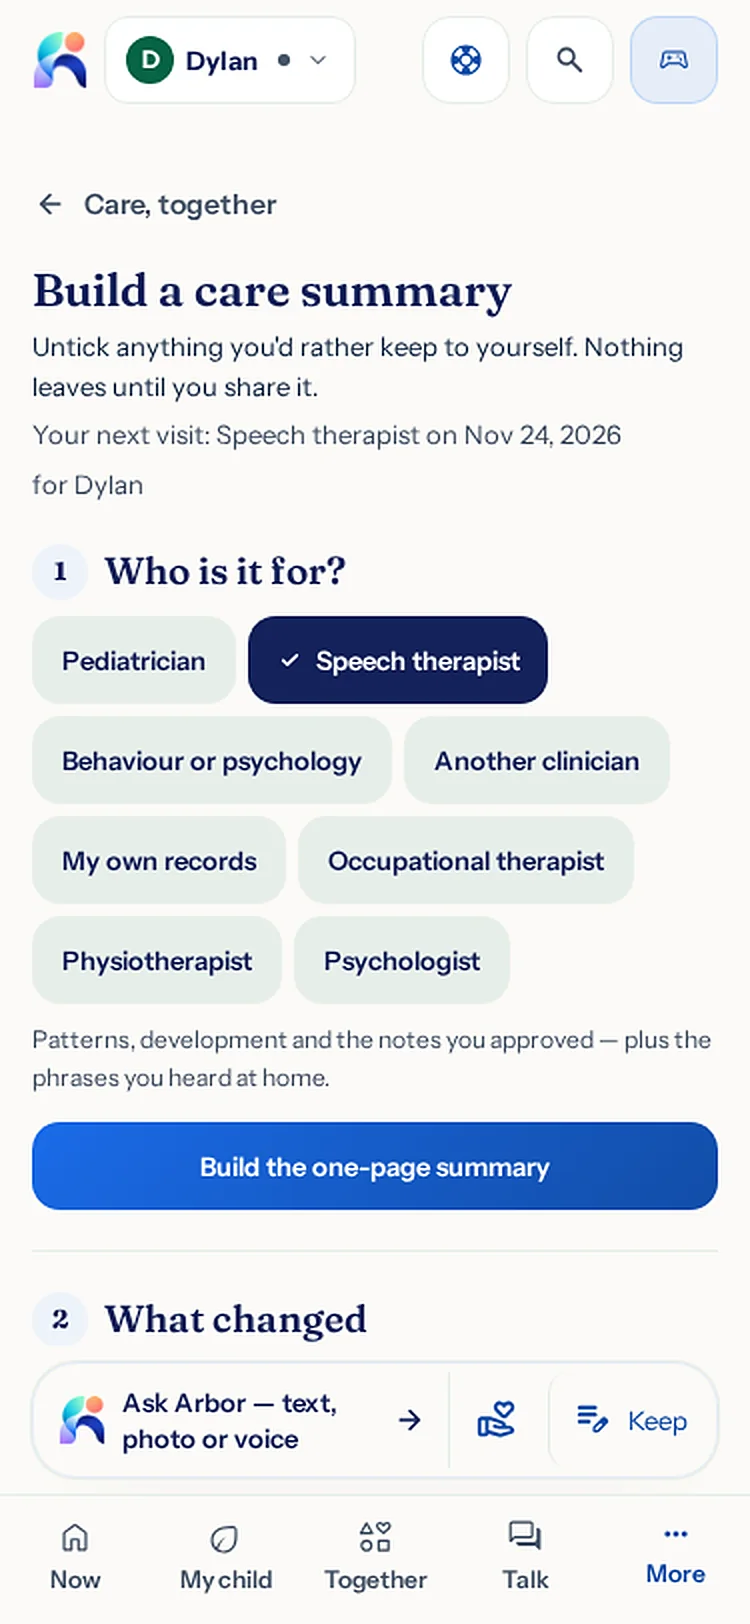 D Dylan
Care, together
Build a care summary
Untick anything you'd rather keep to yourself. Nothing
leaves until you share it.
Your next visit: Speech therapist on Nov 24, 2026
for Dylan
1 Who is it for?
Pediatrician Speech therapist
Behaviour or psychology Another clinician
My own records Occupational therapist
Physiotherapist Psychologist
Patterns, development and the notes you approved — plus the
phrases you heard at home.
Build the one-page summary
2 What changed
Ask Arbor — text,
photo or voice
Keep
Now My child Together Talk More